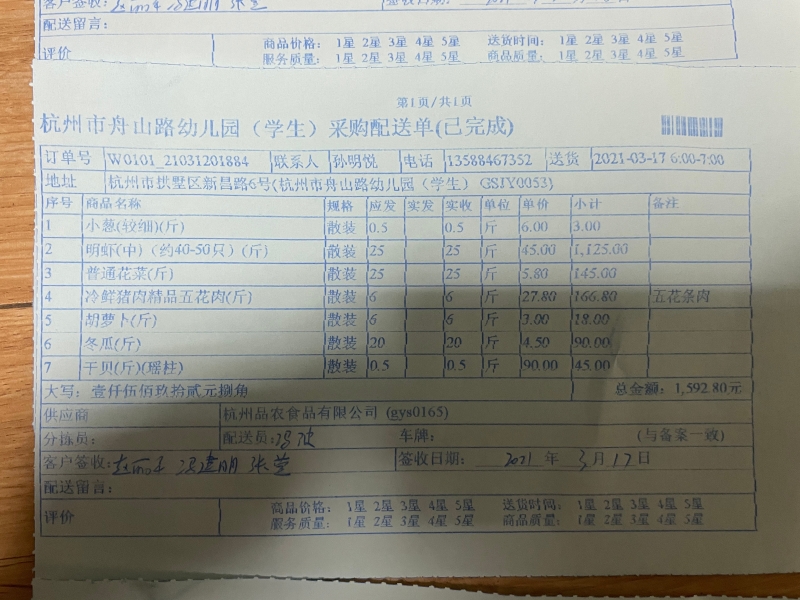 客户签收：
配送留言：
评价 商品价格： 1星 2星 3星 4星 5星 送货时间： 1星 2星 3星 4星 5星
服务质量： 1星 2星 3星 4星 5星 商品质量： 1星 2星 3星 4星 5星
第1页/共1页
杭州市舟山路幼儿园（学生）采购配送单(已完成)
订单号 W0101_21031201884 联系人 孙明悦 电话 13588467352 送货 2021-03-17 6:00-7:00
地址 杭州市拱墅区新昌路6号(杭州市舟山路幼儿园（学生） GSJY0053)
序号 商品名称 规格 应发 实发 实收 单位 单价 小计 备注
1 小葱(较细)(斤) 散装 0.5 0.5 斤 6.00 3.00
2 明虾(中)（约40-50只）(斤) 散装 25 25 斤 45.00 1,125.00
3 普通花菜(斤) 散装 25 25 斤 5.80 145.00
4 冷鲜猪肉精品五花肉(斤) 散装 6 6 斤 27.80 166.80 五花条肉
5 胡萝卜(斤) 散装 6 6 斤 3.00 18.00
6 冬瓜(斤) 散装 20 20 斤 4.50 90.00
7 干贝(斤)(瑶柱) 散装 0.5 0.5 斤 90.00 45.00
大写：壹仟伍佰玖拾贰元捌角 总金额：1,592.80元
供应商 杭州品农食品有限公司 (gys0165)
分拣员： 配送员： 车牌： (与备案一致)
客户签收： 冯建明 张萱 签收日期： 2021 年 3月 17日
配送留言：
评价 商品价格： 1星 2星 3星 4星 5星 送货时间： 1星 2星 3星 4星 5星
服务质量： 1星 2星 3星 4星 5星 商品质量： 1星 2星 3星 4星 5星